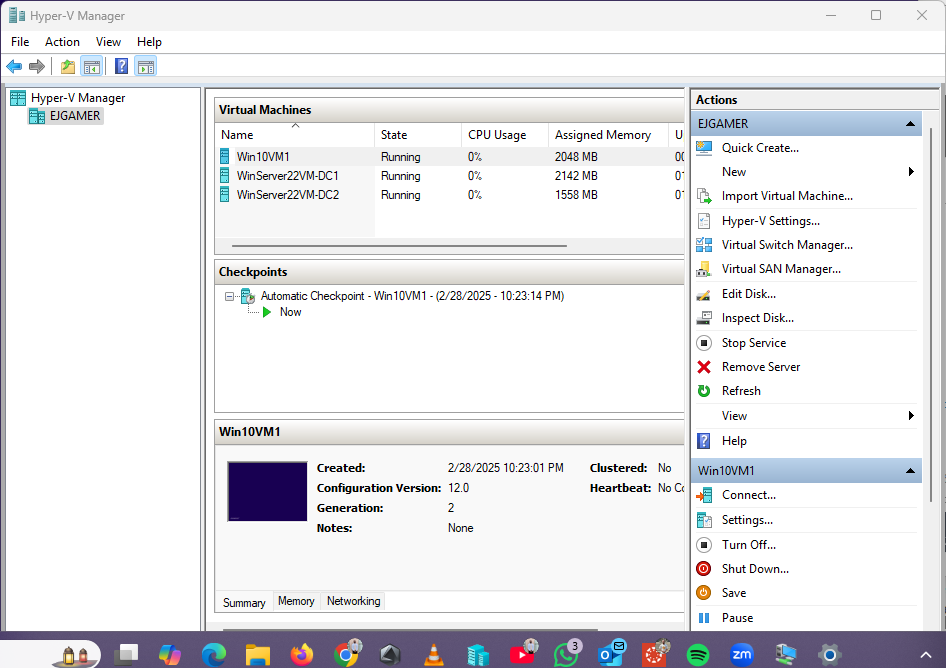 Hyper-V Manager
File Action View Help
Hyper-V Manager
EJGAMER
Virtual Machines
Name State CPU Usage Assigned Memory U
Win10VM1 Running 0% 2048 MB 00
WinServer22VM-DC1 Running 0% 2142 MB 01
WinServer22VM-DC2 Running 0% 1558 MB 01
Checkpoints
Automatic Checkpoint - Win10VM1 - (2/28/2025 - 10:23:14 PM)
Now
Win10VM1
Created: 2/28/2025 10:23:01 PM Clustered: No
Configuration Version: 12.0 Heartbeat: No Co
Generation: 2
Notes: None
Summary Memory Networking
Actions
EJGAMER
Quick Create...
New
Import Virtual Machine...
Hyper-V Settings...
Virtual Switch Manager...
Virtual SAN Manager...
Edit Disk...
Inspect Disk...
Stop Service
Remove Server
Refresh
View
Help
Win10VM1
Connect...
Settings...
Turn Off...
Shut Down...
Save
Pause
3
zm